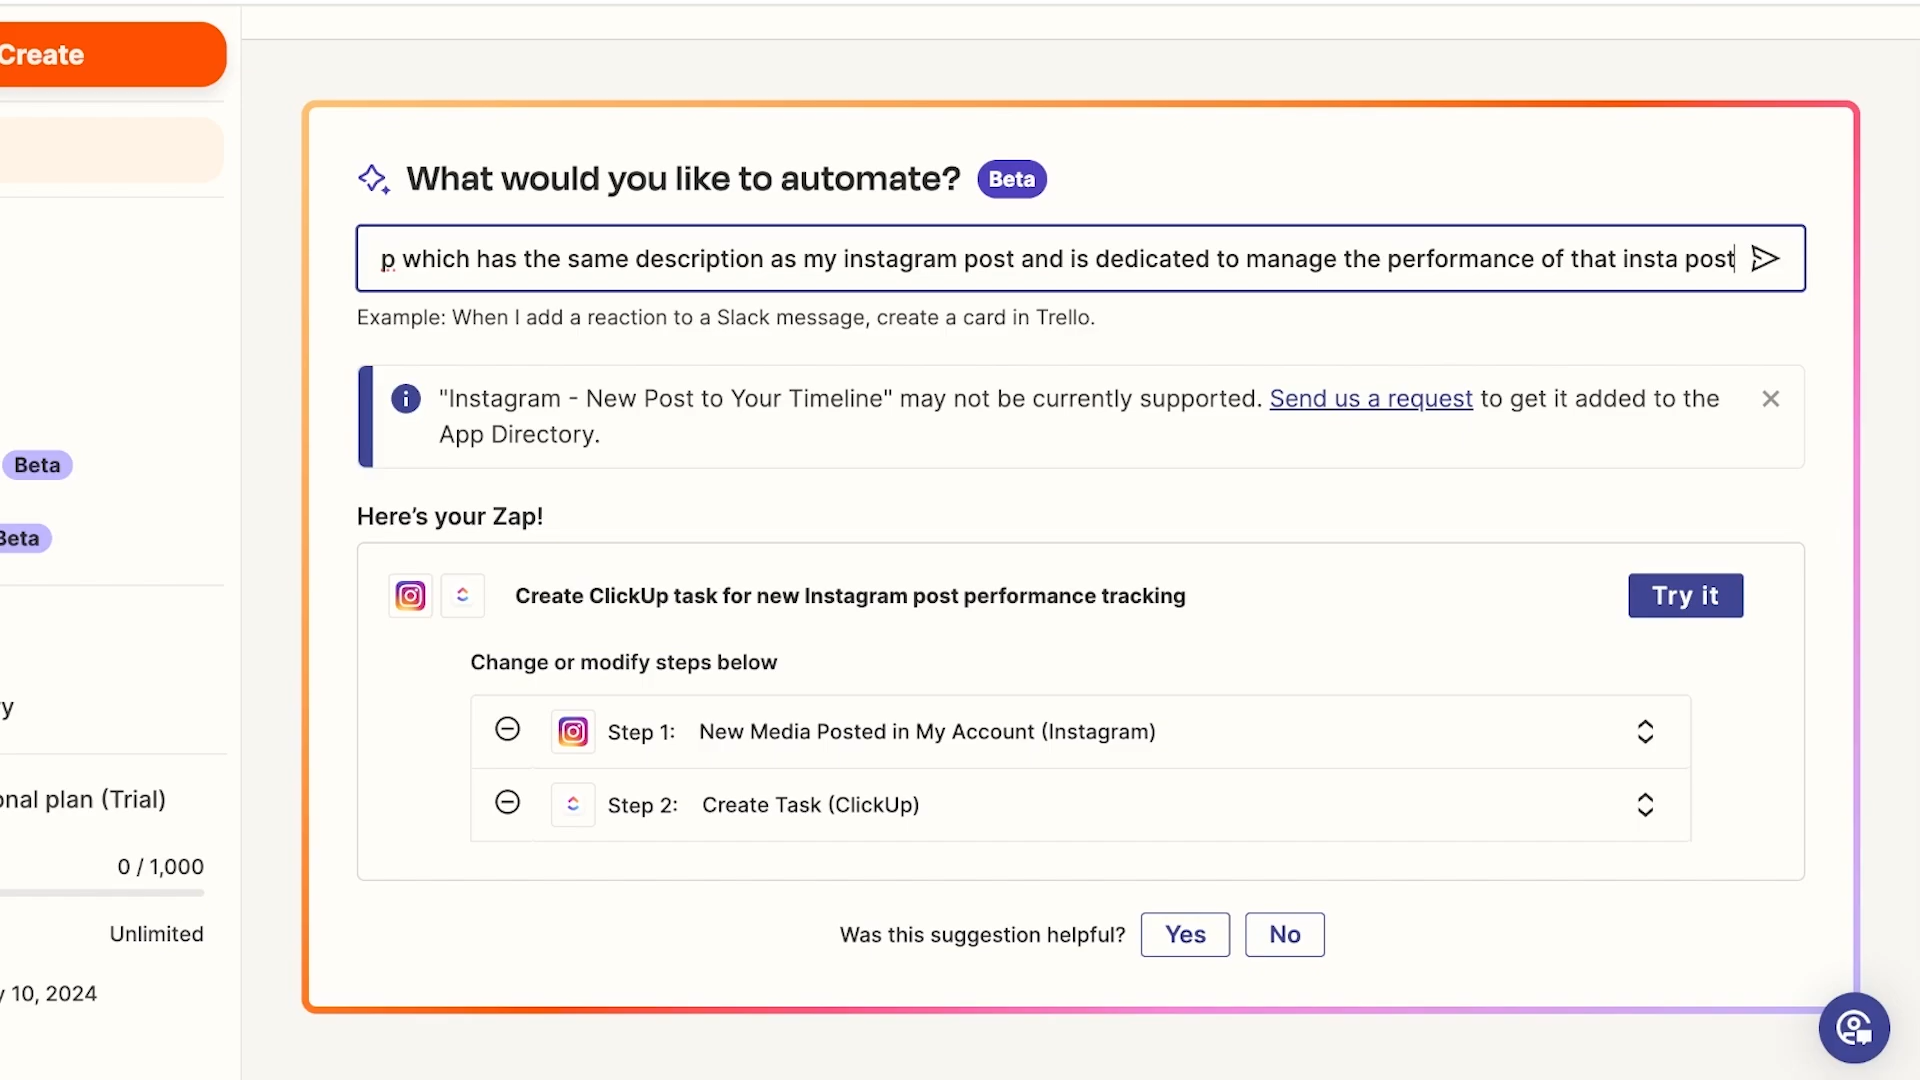 Create
Beta
Beta
ry
onal plan (Trial)
0 / 1,000
Unlimited
y 10, 2024
What would you like to automate? Beta
p which has the same description as my instagram post and is dedicated to manage the performance of that insta post
Example: When I add a reaction to a Slack message, create a card in Trello.
"Instagram - New Post to Your Timeline" may not be currently supported. Send us a request to get it added to the
App Directory.
Here's your Zap!
Create ClickUp task for new Instagram post performance tracking
Try it
Change or modify steps below
Step 1: New Media Posted in My Account (Instagram)
Step 2: Create Task (ClickUp)
Was this suggestion helpful? Yes No